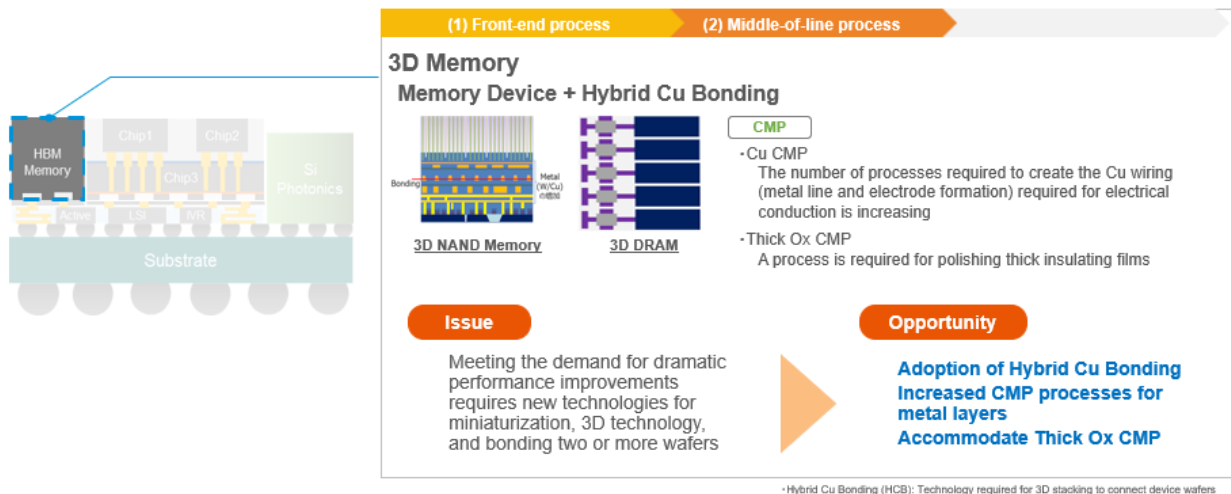 (1) Front-end process
(2) Middle-of-line process
3D Memory
Memory Device + Hybrid Cu Bonding
HBM
Memory
Chip1
Chip2
Chip3
Si
Photonics
Active
LSI
IVR
Substrate
Bonding
Metal
(W/Cu)
の増加
3D NAND Memory
3D DRAM
CMP
・Cu CMP
The number of processes required to create the Cu wiring
(metal line and electrode formation) required for electrical
conduction is increasing
・Thick Ox CMP
A process is required for polishing thick insulating films
Issue
Meeting the demand for dramatic
performance improvements
requires new technologies for
miniaturization, 3D technology,
and bonding two or more wafers
Opportunity
Adoption of Hybrid Cu Bonding
Increased CMP processes for
metal layers
Accommodate Thick Ox CMP
・Hybrid Cu Bonding (HCB): Technology required for 3D stacking to connect device wafers